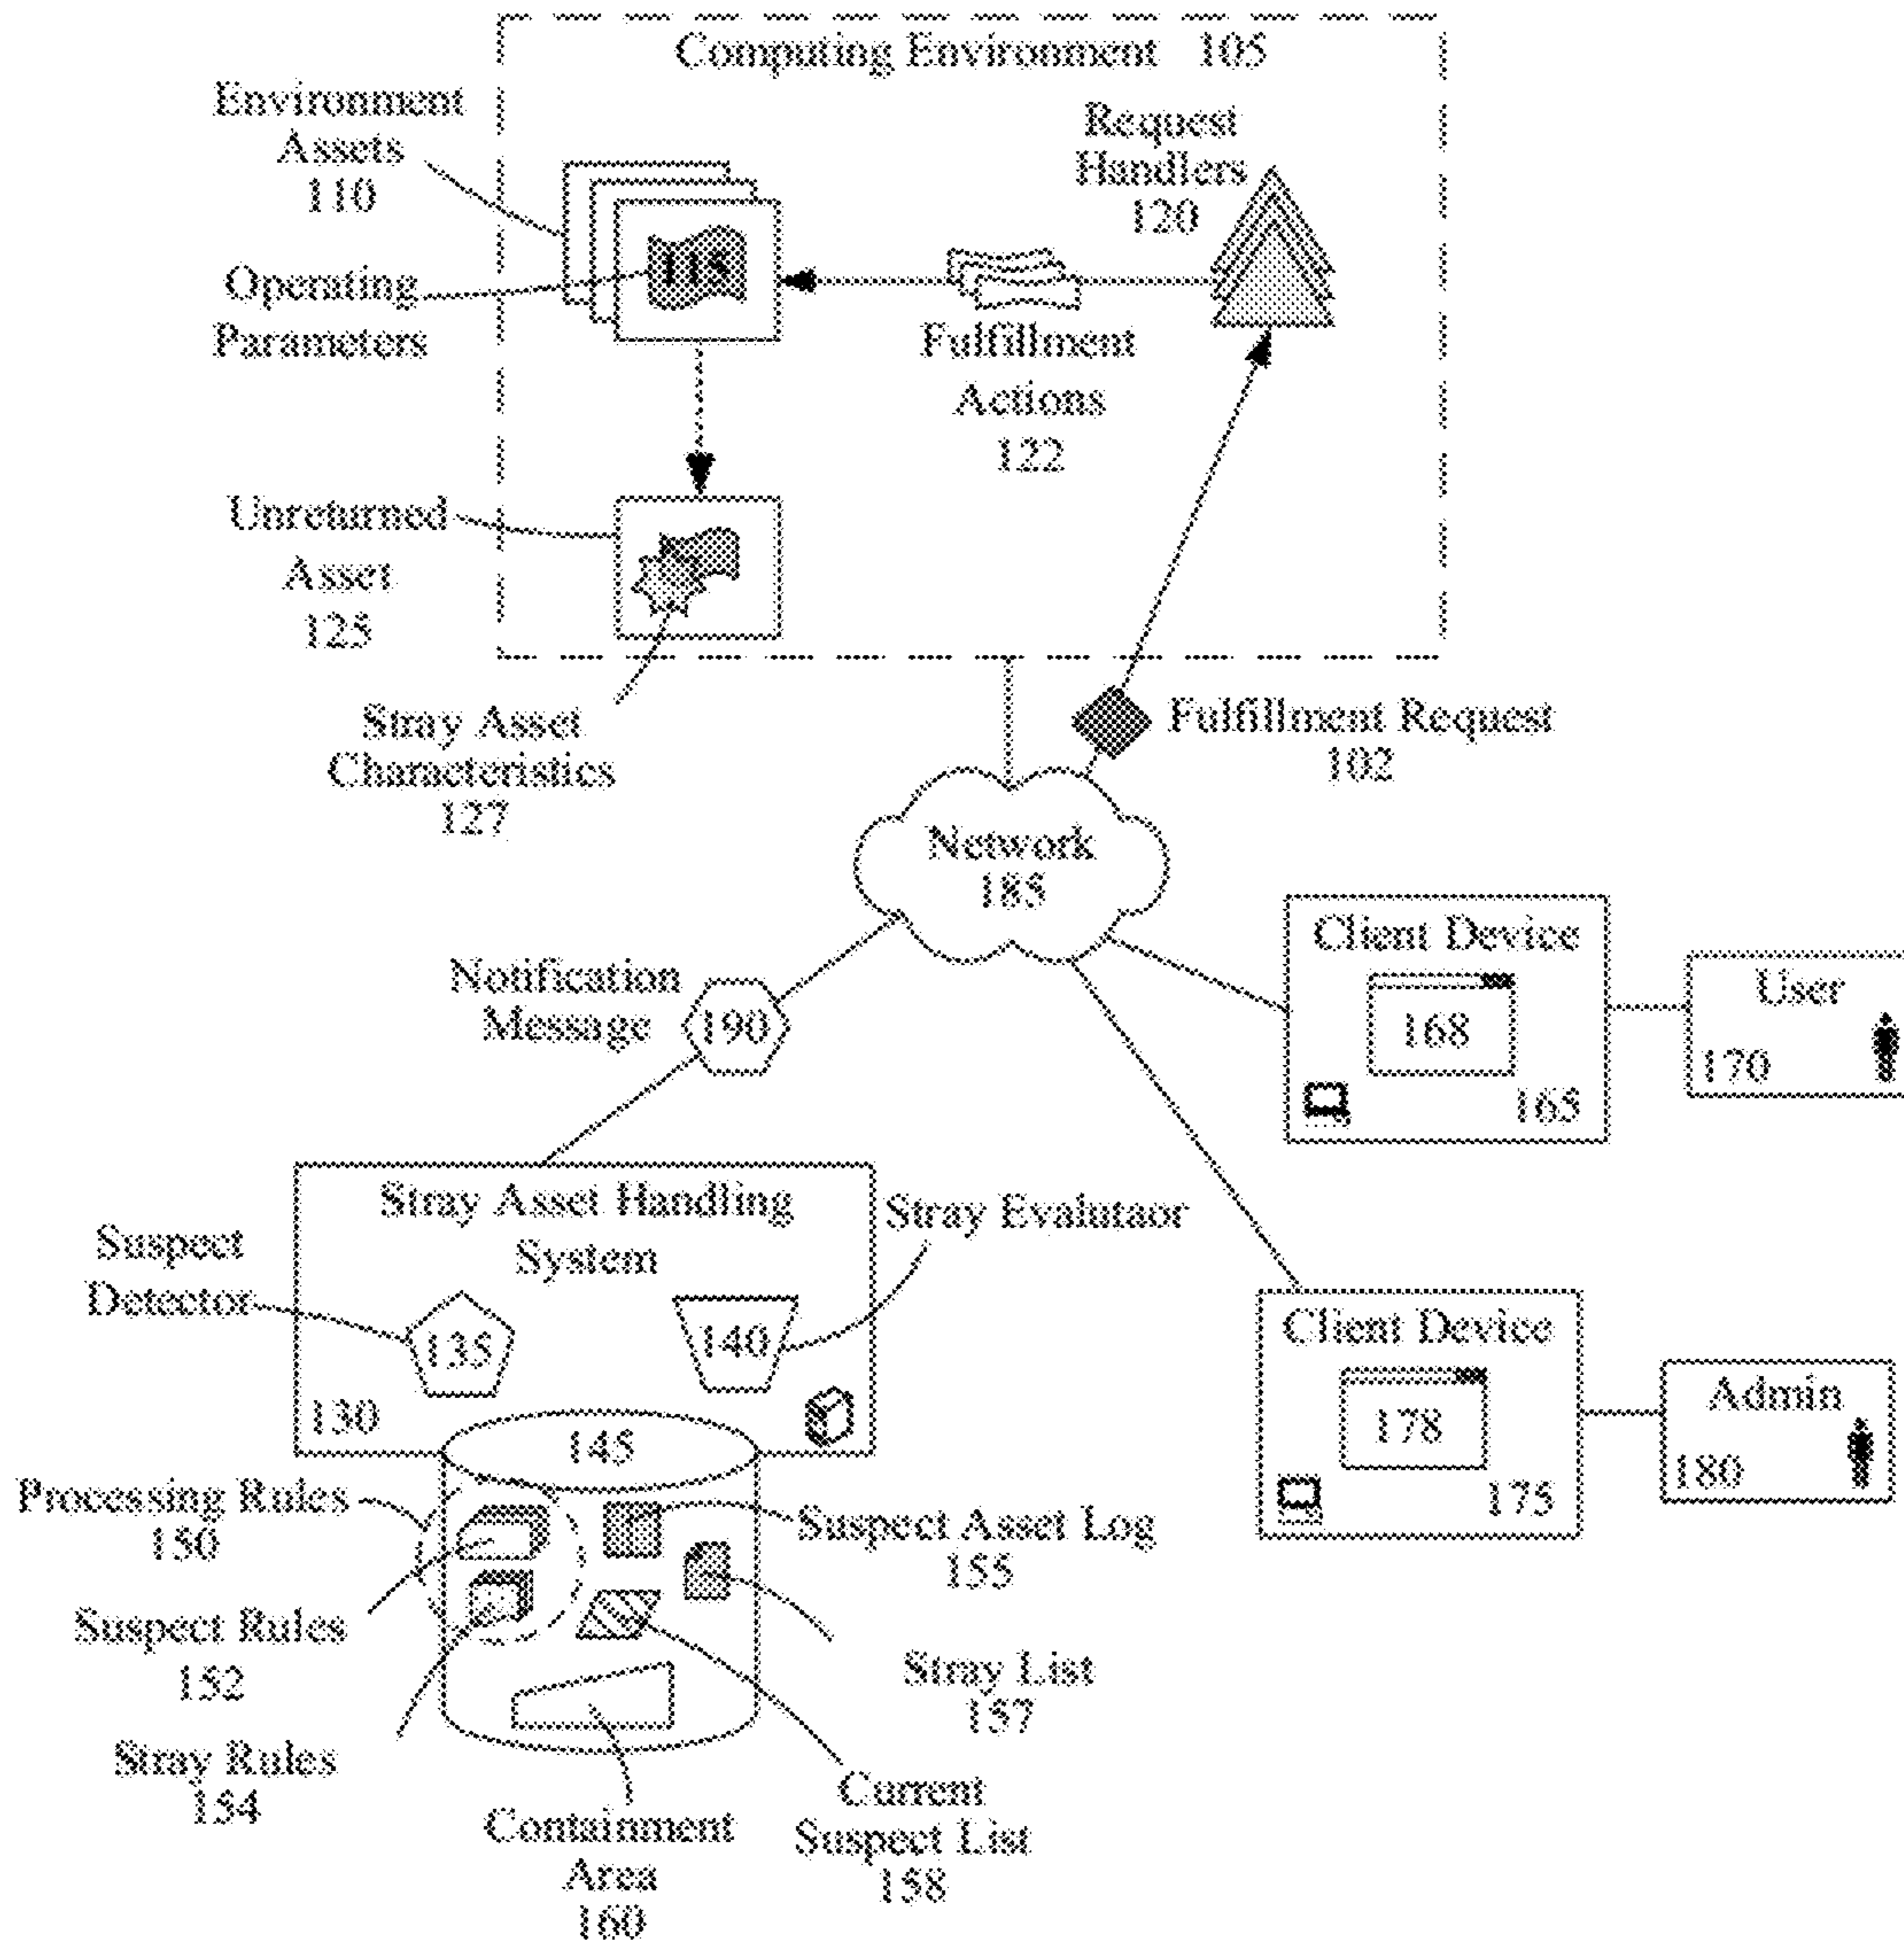 Computing Environment 105
Environment
Assets
110
Request
Handlers
120
Operating
Parameters
115
Fulfillment
Actions
122
Unreturned
Asset
125
Stray Asset
Characteristics
127
Fulfillment Request
102
Network
185
Notification
Message
190
Client Device
168
165
User
170
Stray Asset Handling
System
Stray Evalutaor
Suspect
Detector
135
140
130
Client Device
178
175
Admin
180
145
Processing Rules
150
Suspect Asset Log
155
Suspect Rules
152
Stray List
157
Stray Rules
154
Current
Suspect List
158
Containment
Area
160